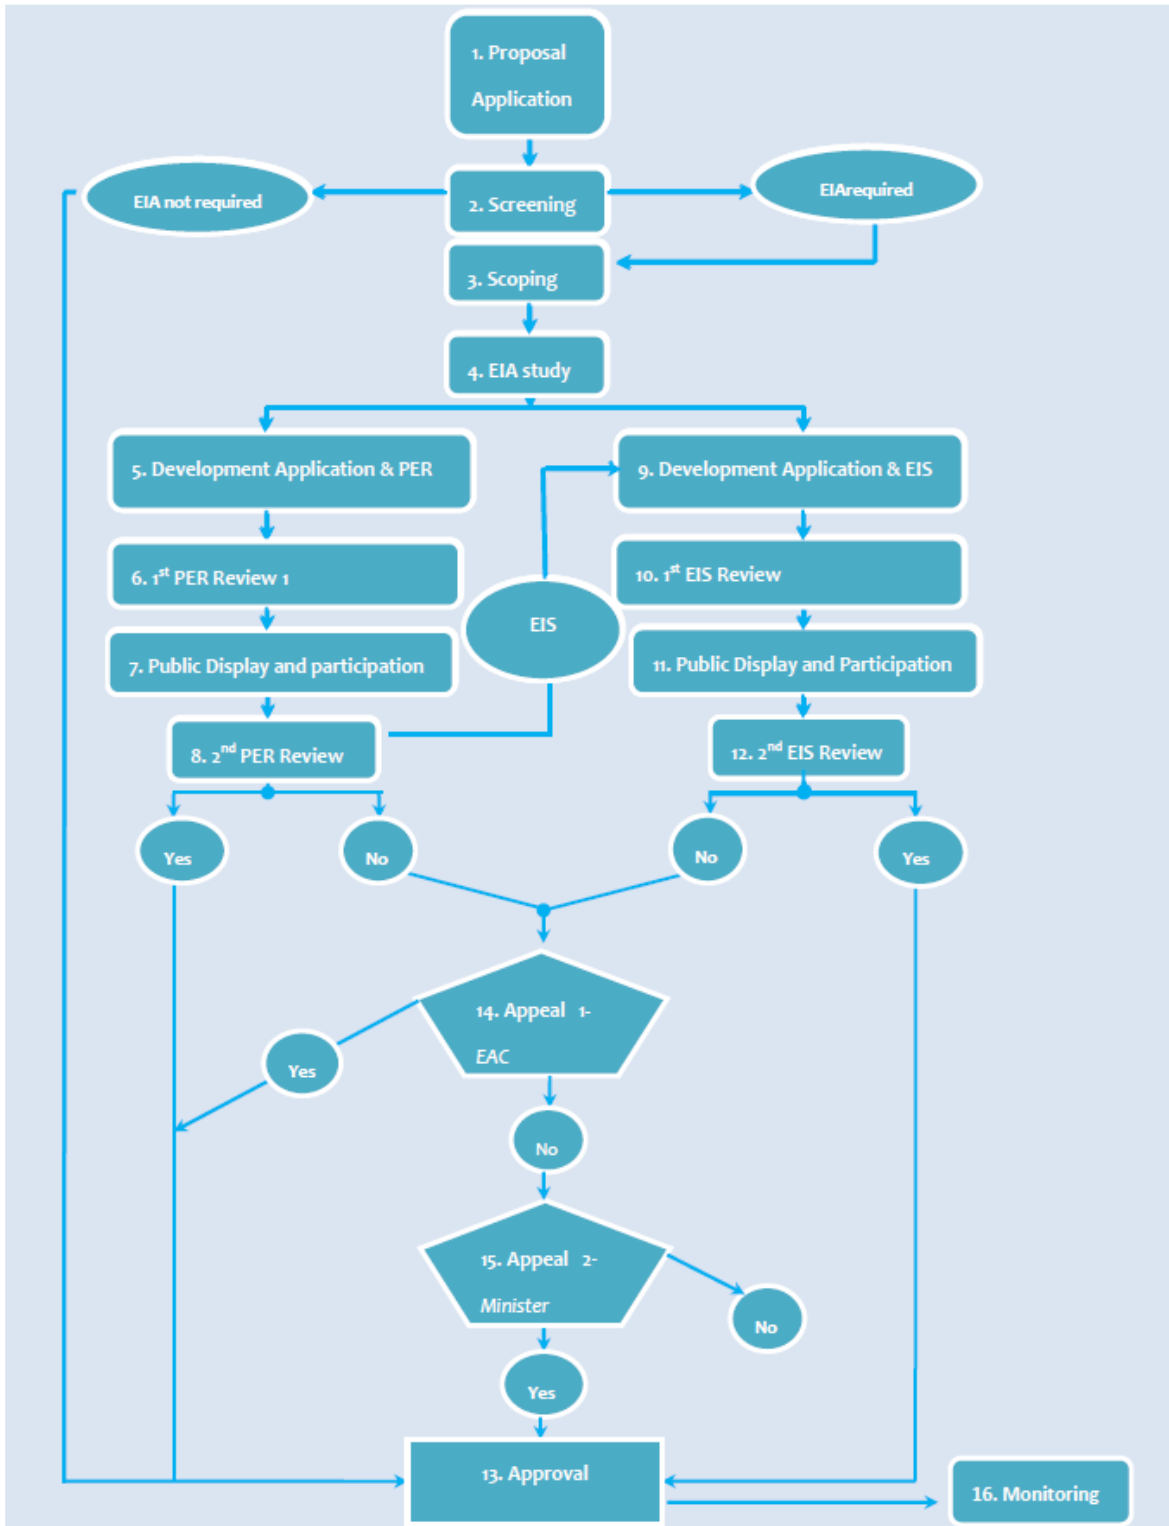 1. Proposal
Application
EIA not required
2. Screening
EIArequired
3. Scoping
4. EIA study
5. Development Application & PER
9. Development Application & EIS
6. 1st PER Review 1
10. 1st EIS Review
EIS
7. Public Display and participation
11. Public Display and Participation
8. 2nd PER Review
12. 2nd EIS Review
Yes
No
No
Yes
14. Appeal 1-
EAC
Yes
No
15. Appeal 2-
Minister
No
Yes
13. Approval
16. Monitoring